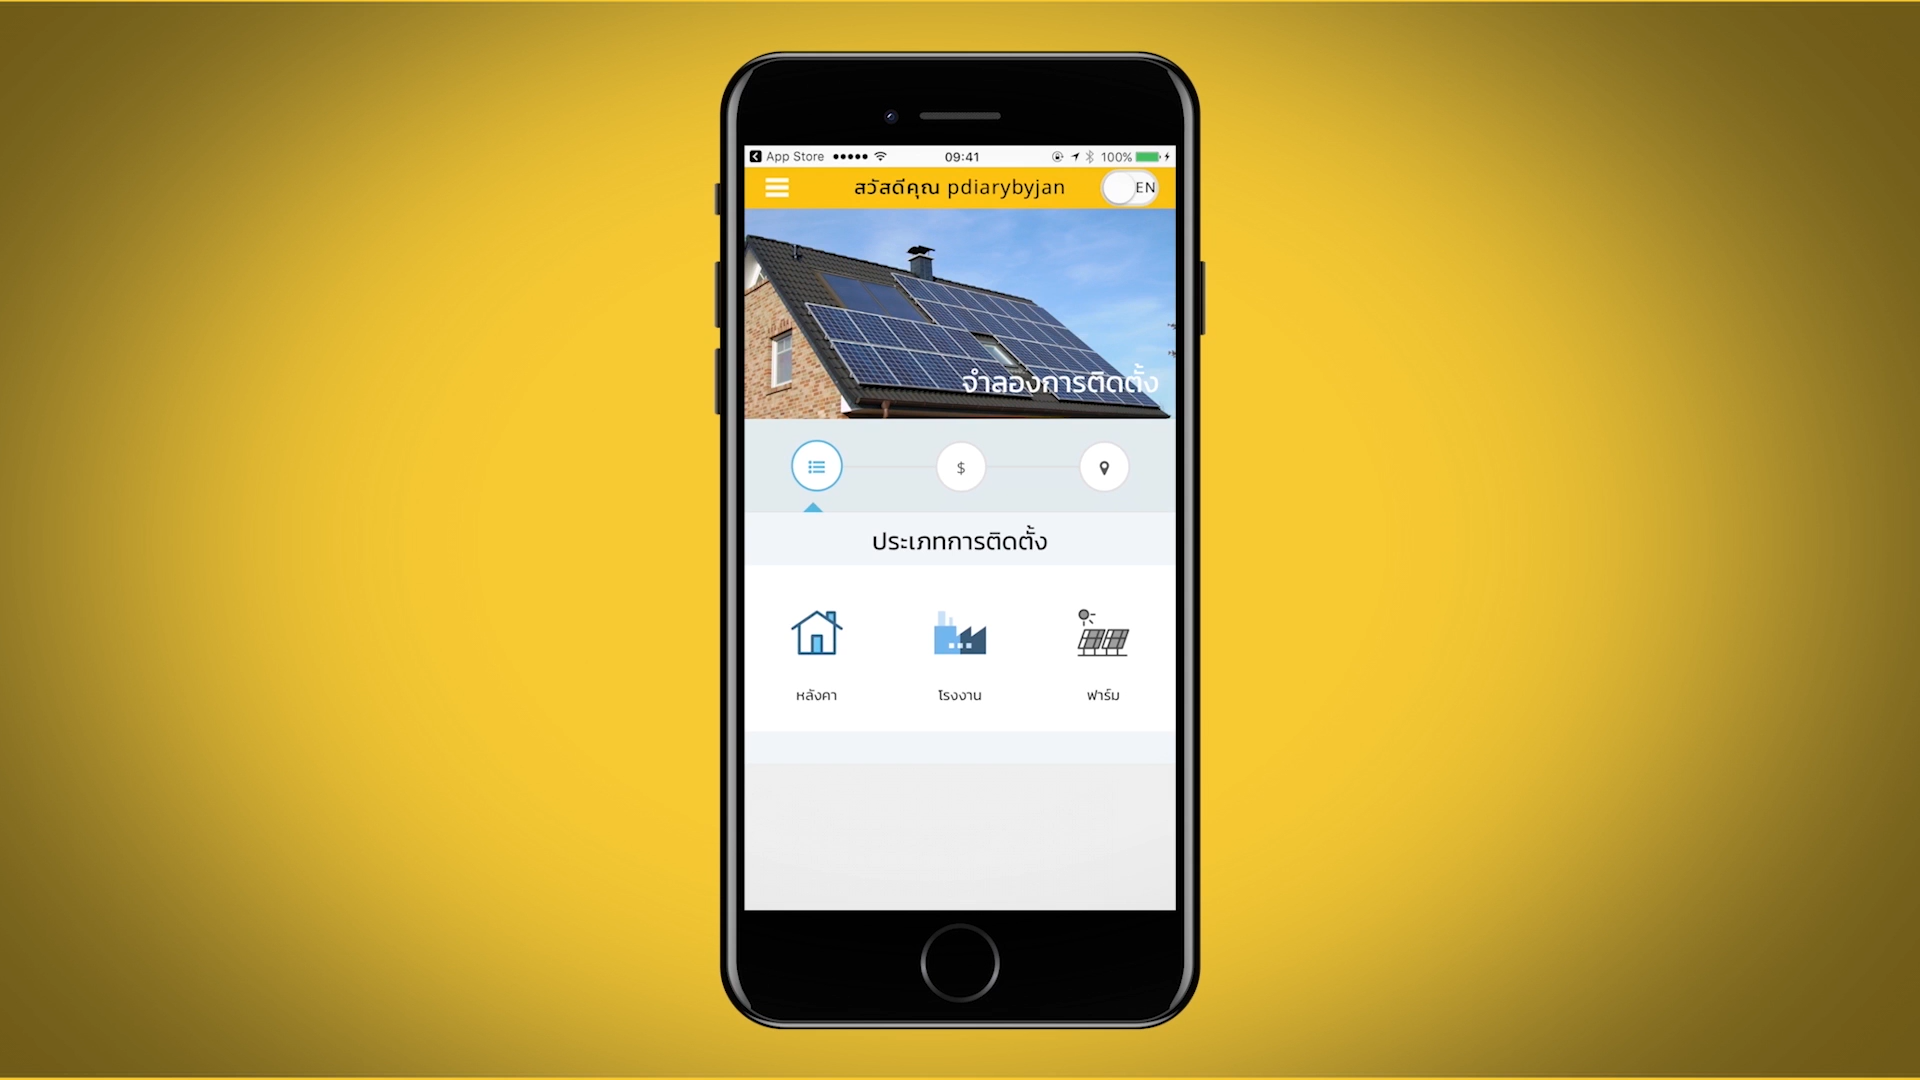 App Store
09:41
100%
สวัสดีคุณ pdiarybyjan
EN
จำลองการติดตั้ง
$
ประเภทการติดตั้ง
หลังคา
โรงงาน
ฟาร์ม